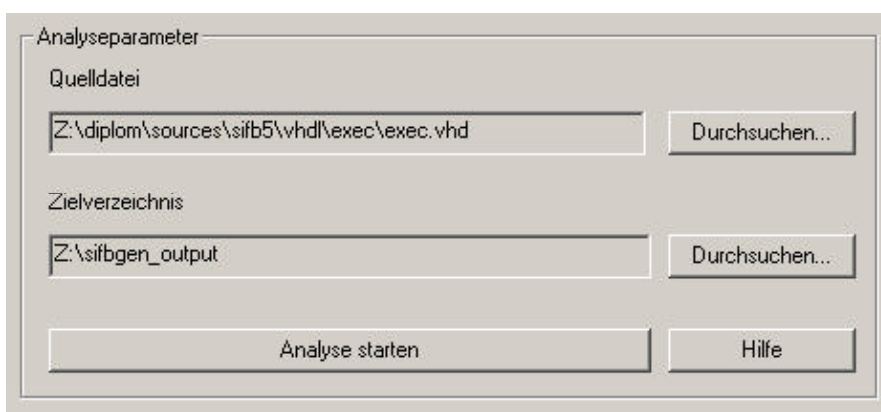 Analyseparameter
Quelldatei
Z:\diplom\sources\sifb5\vhdl\exec\exec.vhd
Durchsuchen...
Zielverzeichnis
Z:\sifbgen_output
Durchsuchen...
Analyse starten
Hilfe